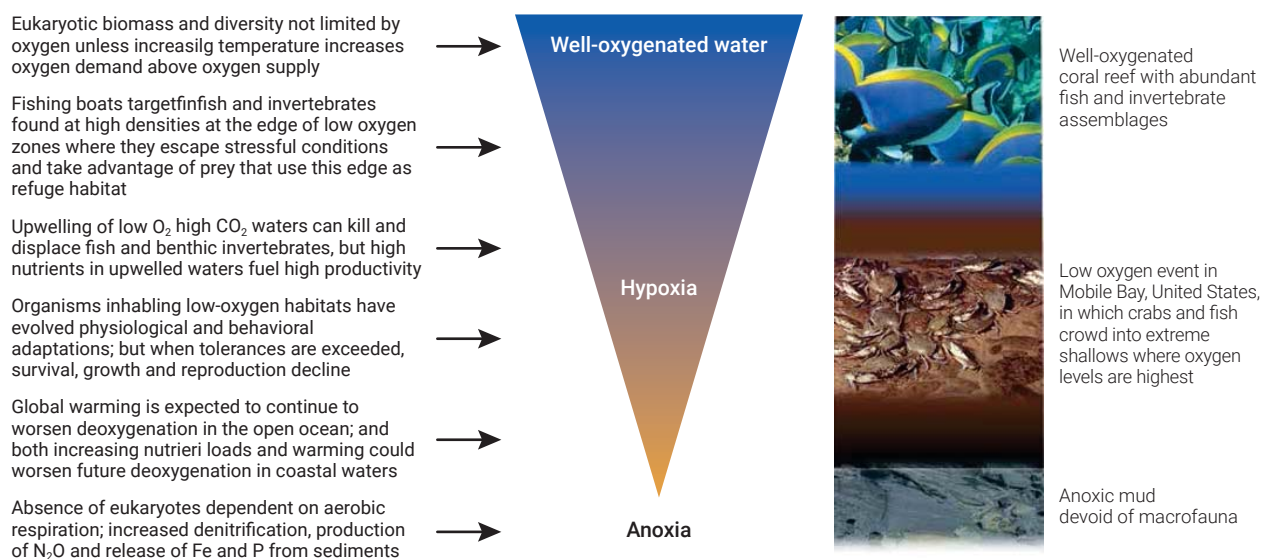 Eukaryotic biomass and diversity not limited by
oxygen unless increasilg temperature increases
oxygen demand above oxygen supply
Fishing boats targetfinfish and invertebrates
found at high densities at the edge of low oxygen
zones where they escape stressful conditions
and take advantage of prey that use this edge as
refuge habitat
Upwelling of low O₂ high CO₂ waters can kill and
displace fish and benthic invertebrates, but high
nutrients in upwelled waters fuel high productivity
Organisms inhabling low-oxygen habitats have
evolved physiological and behavioral
adaptations; but when tolerances are exceeded,
survival, growth and reproduction decline
Global warming is expected to continue to
worsen deoxygenation in the open ocean; and
both increasing nutrieri loads and warming could
worsen future deoxygenation in coastal waters
Absence of eukaryotes dependent on aerobic
respiration; increased denitrification, production
of N₂O and release of Fe and P from sediments
Well-oxygenated water
Hypoxia
Anoxia
Well-oxygenated
coral reef with abundant
fish and invertebrate
assemblages
Low oxygen event in
Mobile Bay, United States,
in which crabs and fish
crowd into extreme
shallows where oxygen
levels are highest
Anoxic mud
devoid of macrofauna